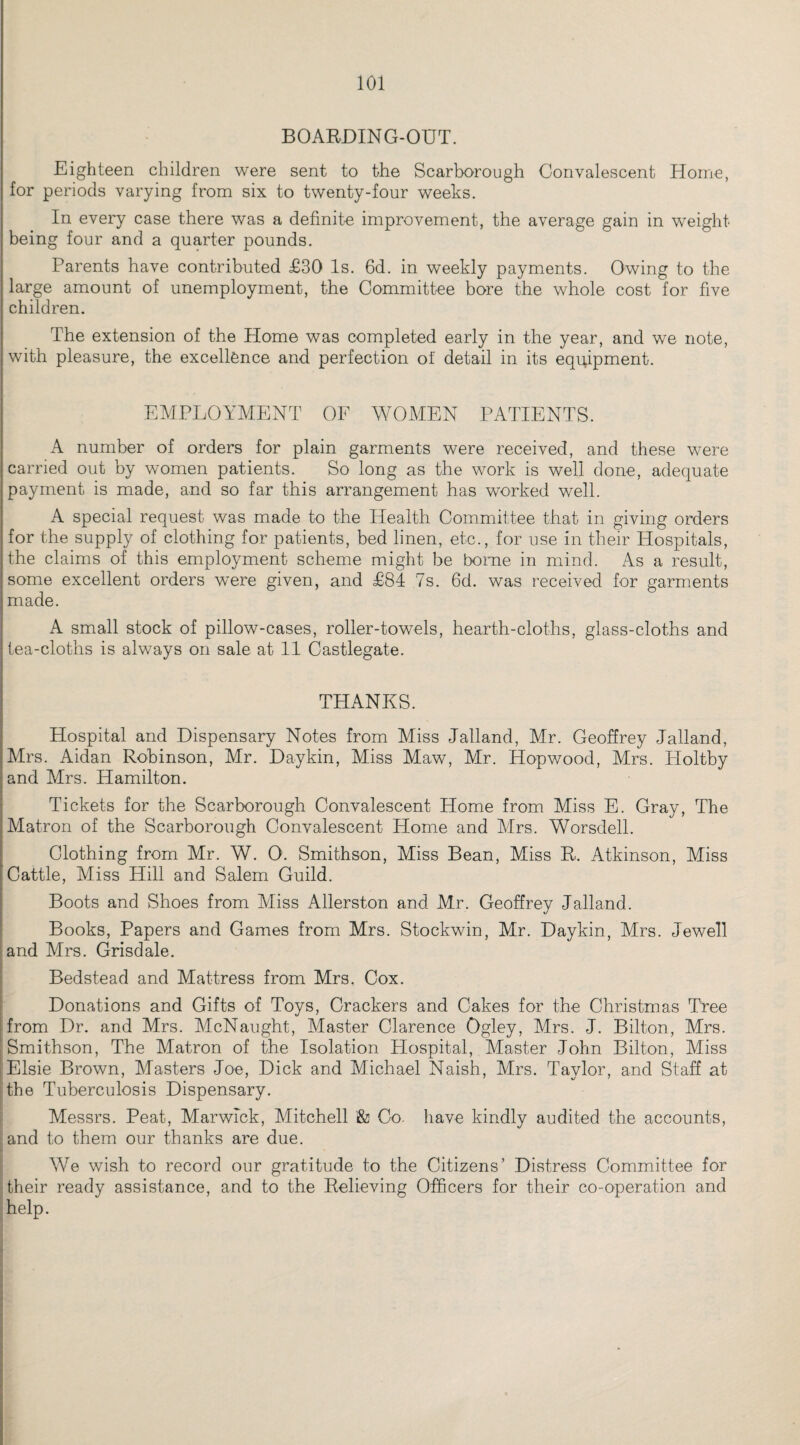 101
BOARDING-OUT.
Eighteen children were sent to the Scarborough Convalescent Home,
for periods varying from six to twenty-four weeks.
In every case there was a definite improvement, the average gain in weight
being four and a quarter pounds.
Parents have contributed £30 1s. 6d. in weekly payments. Owing to the
large amount of unemployment, the Committee bore the whole cost for five
children.
The extension of the Home was completed early in the year, and we note,
with pleasure, the excellence and perfection of detail in its equipment.
EMPLOYMENT OF WOMEN PATIENTS.
A number of orders for plain garments were received, and these were
carried out by women patients. So long as the work is well done, adequate
payment is made, and so far this arrangement has worked well.
A special request was made to the Health Committee that in giving orders
for the supply of clothing for patients, bed linen, etc., for use in their Hospitals,
the claims of this employment scheme might be borne in mind. As a result,
some excellent orders were given, and £84 7s. 6d. was received for garments
made.
A small stock of pillow-cases, roller-towels, hearth-cloths, glass-cloths and
tea-cloths is always on sale at 11 Castlegate.
THANKS.
Hospital and Dispensary Notes from Miss Jalland, Mr. Geoffrey Jalland,
Mrs. Aidan Robinson, Mr. Daykin, Miss Maw, Mr. Hopwood, Mrs. Holtby
and Mrs. Hamilton.
Tickets for the Scarborough Convalescent Home from Miss E. Gray, The
Matron of the Scarborough Convalescent Home and Mrs. Worsdell.
Clothing from Mr. W. O. Smithson, Miss Bean, Miss R. Atkinson, Miss
Cattle, Miss Hill and Salem Guild.
Boots and Shoes from Miss Allerston and Mr. Geoffrey Jalland.
Books, Papers and Games from Mrs. Stockwin, Mr. Daykin, Mrs. Jewell
and Mrs. Grisdale.
Bedstead and Mattress from Mrs. Cox.
Donations and Gifts of Toys, Crackers and Cakes for the Christmas Tree
from Dr. and Mrs. McNaught, Master Clarence Ogley, Mrs. J. Bilton, Mrs.
Smithson, The Matron of the Isolation Hospital, Master John Bilton, Miss
Elsie Brown, Masters Joe, Dick and Michael Naish, Mrs. Taylor, and Staff at
the Tuberculosis Dispensary.
Messrs. Peat, Marwick, Mitchell & Co. have kindly audited the accounts,
and to them our thanks are due.
We wish to record our gratitude to the Citizens' Distress Committee for
their ready assistance, and to the Relieving Officers for their co-operation and
help.